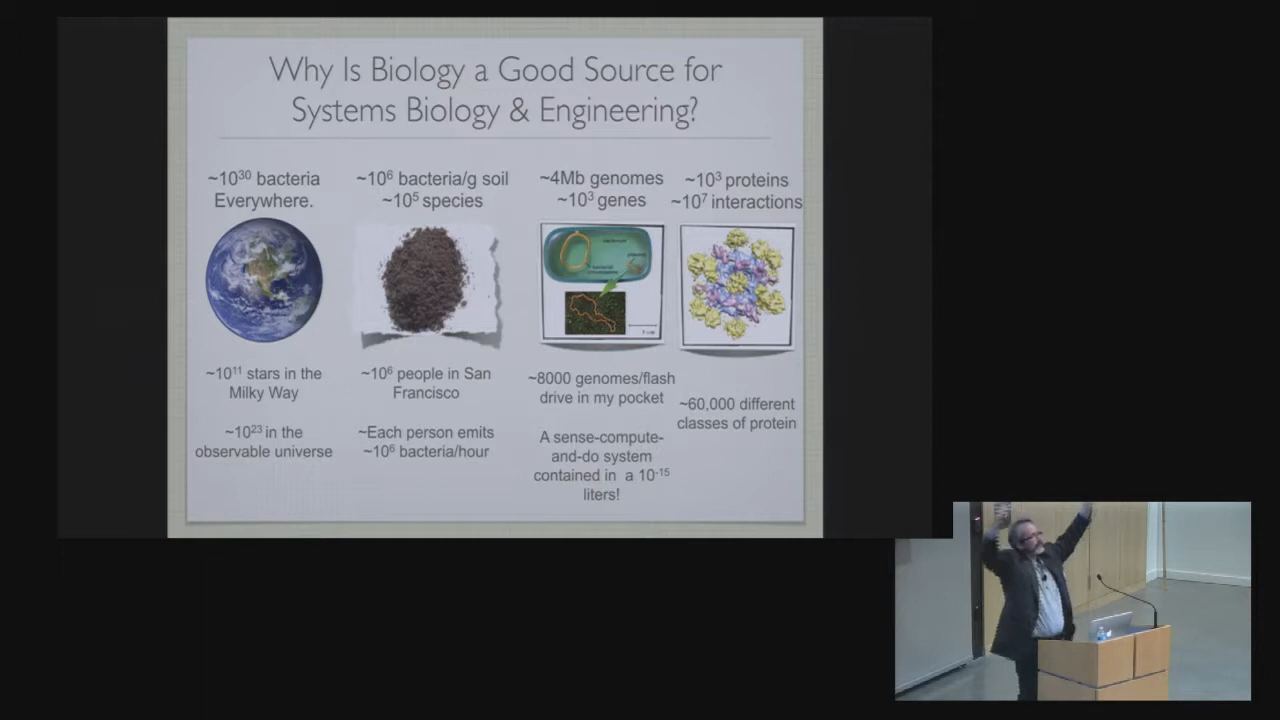 Why Is Biology a Good Source for
Systems Biology & Engineering?
~10³⁰ bacteria
Everywhere.
~10⁶ bacteria/g soil
~10⁵ species
~4Mb genomes
~10³ genes
~10³ proteins
~10⁷ interactions
~10¹¹ stars in the
Milky Way
~10²³ in the
observable universe
~10⁶ people in San
Francisco
~Each person emits
~10⁶ bacteria/hour
~8000 genomes/flash
drive in my pocket
A sense-compute-
and-do system
contained in a 10⁻¹⁵
liters!
~60,000 different
classes of protein